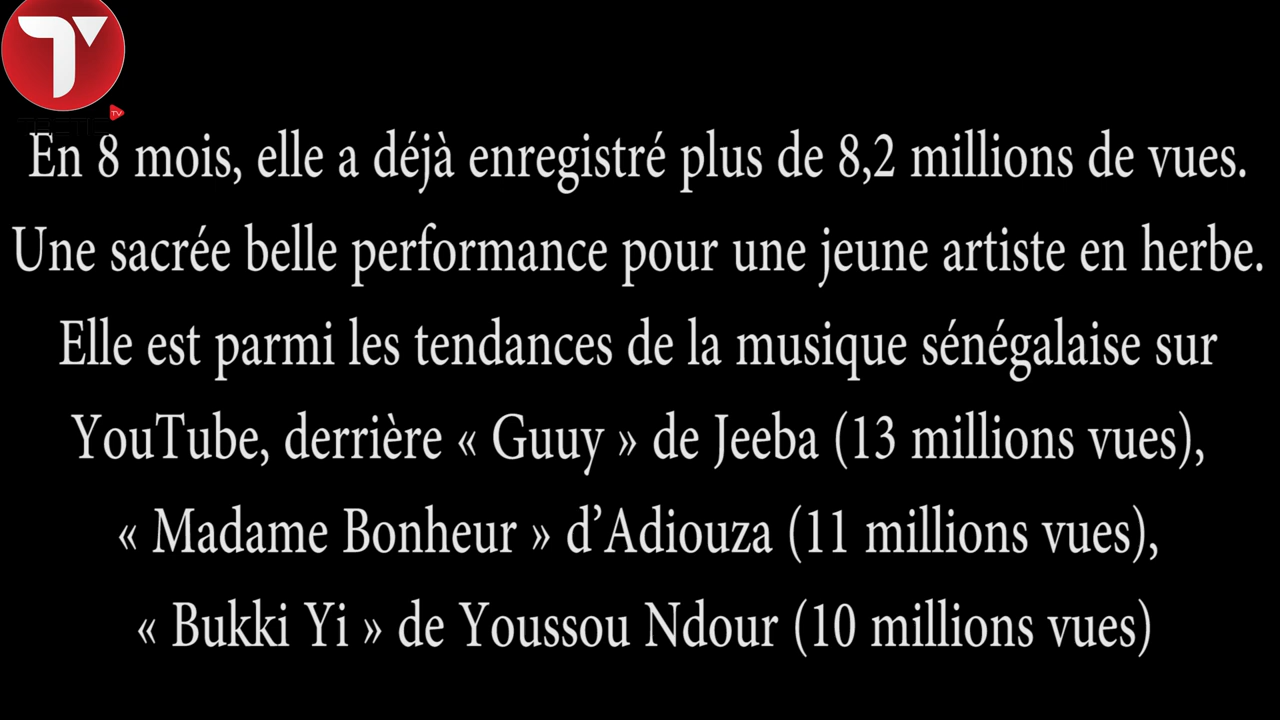 TV
En 8 mois, elle a déjà enregistré plus de 8,2 millions de vues.
Une sacrée belle performance pour une jeune artiste en herbe.
Elle est parmi les tendances de la musique sénégalaise sur
YouTube, derrière « Guuy » de Jeeba (13 millions vues),
« Madame Bonheur » d’Adiouza (11 millions vues),
« Bukki Yi » de Youssou Ndour (10 millions vues)